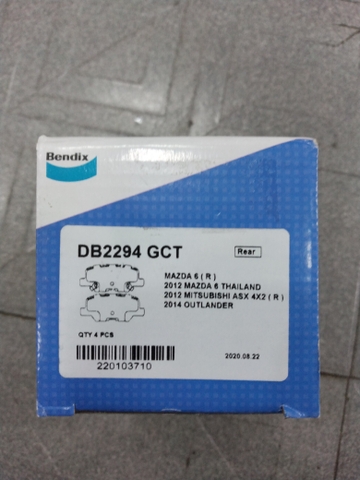 Bendix
DB2294 GCT
Rear
MAZDA 6 ( R )
2012 MAZDA 6 THAILAND
2012 MITSUBISHI ASX 4X2 ( R )
2014 OUTLANDER
QTY 4 PCS
2020.08.22
220103710